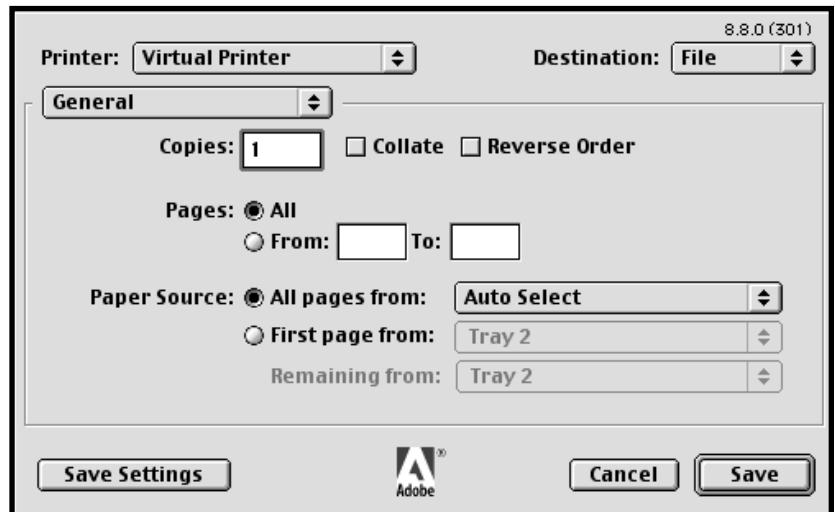 8.8.0 (301)
Printer: Virtual Printer Destination: File
General
Copies: 1 Collate Reverse Order
Pages: All
From: To:
Paper Source: All pages from: Auto Select
First page from: Tray 2
Remaining from: Tray 2
Save Settings Adobe® Cancel Save